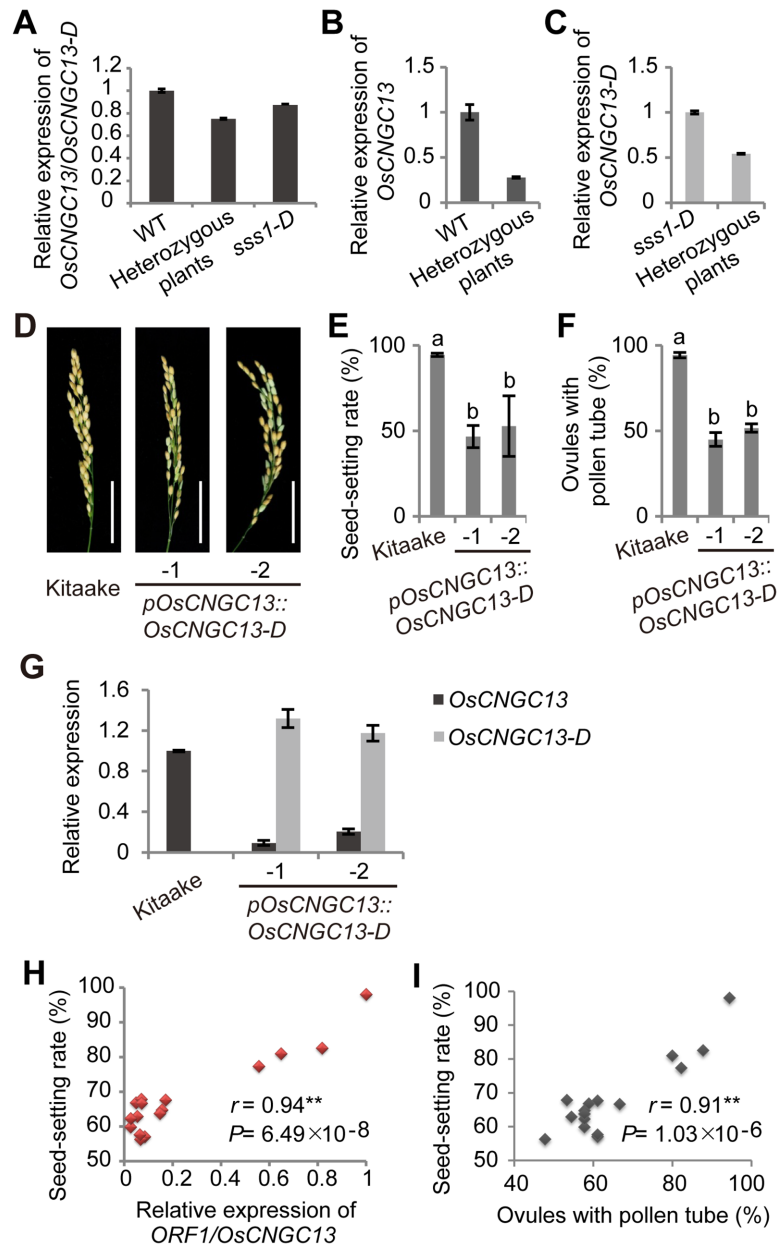 A
Relative expression of
OsCNGC13/OsCNGC13-D
1.2
1
0.8
0.6
0.4
0.2
0
WT
Heterozygous
plants
sss1-D
B
Relative expression of
OsCNGC13
1.5
1
0.5
0
WT
Heterozygous
plants
C
Relative expression of
OsCNGC13-D
1.5
1
0.5
0
sss1-D
Heterozygous
plants
D
Kitaake
-1
-2
pOsCNGC13::
OsCNGC13-D
E
Seed-setting rate (%)
100
50
0
a
b
b
Kitaake
-1
-2
pOsCNGC13::
OsCNGC13-D
F
Ovules with
pollen tube (%)
100
50
0
a
b
b
Kitaake
-1
-2
pOsCNGC13::
OsCNGC13-D
G
Relative expression
1.6
1.2
0.8
0.4
0
Kitaake
-1
-2
pOsCNGC13::
OsCNGC13-D
OsCNGC13
OsCNGC13-D
H
Seed-setting rate (%)
100
90
80
70
60
50
r = 0.94**
P= 6.49×10-8
0
0.2
0.4
0.6
0.8
1
Relative expression of
ORF1/OsCNGC13
I
Seed-setting rate (%)
100
90
80
70
60
50
r = 0.91**
P= 1.03×10-6
40
60
80
100
Ovules with pollen tube (%)